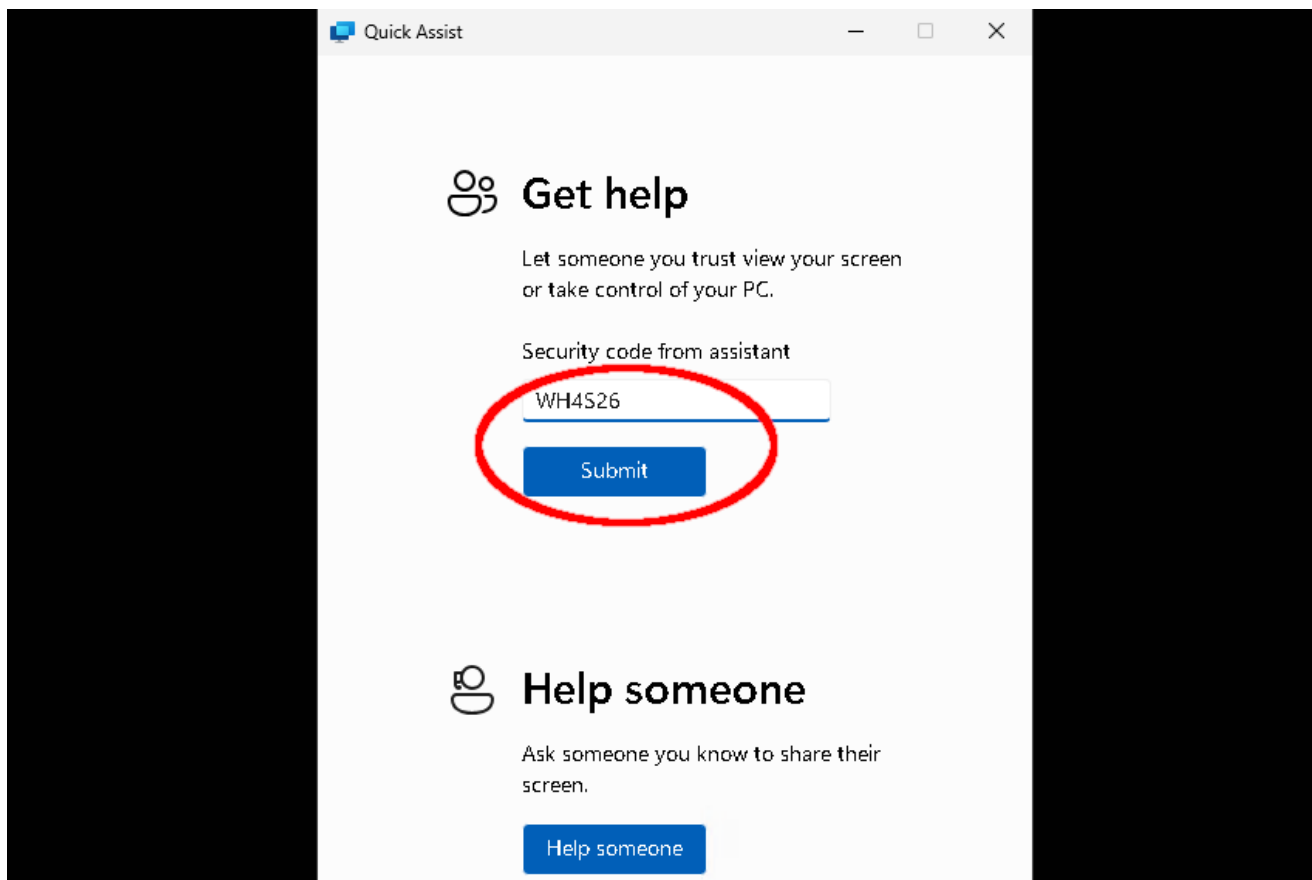 Quick Assist
Get help
Let someone you trust view your screen
or take control of your PC.
Security code from assistant
WH4S26
Submit
Help someone
Ask someone you know to share their
screen.
Help someone